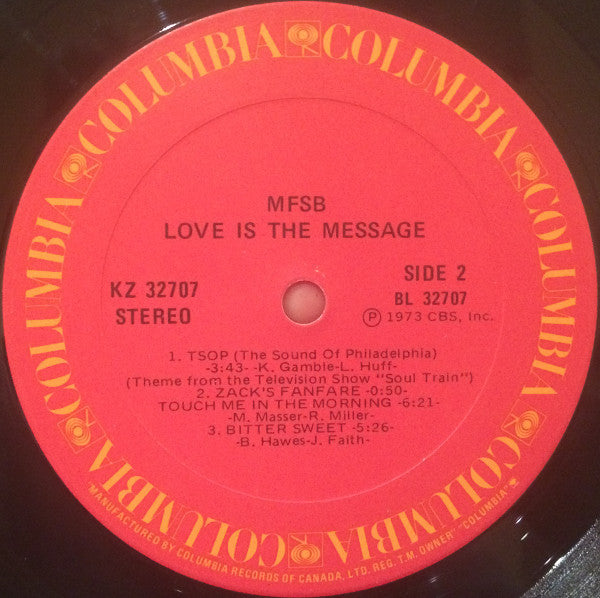 COLUMBIA COLUMBIA COLUMBIA COLUMBIA COLUMBIA COLUMBIA
MFSB
LOVE IS THE MESSAGE
KZ 32707
STEREO
SIDE 2
BL 32707
Ⓟ 1973 CBS, Inc.
1. TSOP (The Sound Of Philadelphia)
-3:43- -K. Gamble-L. Huff-
(Theme from the Television Show "Soul Train")
2. ZACK'S FANFARE -0:50-
TOUCH ME IN THE MORNING -6:21-
-M. Masser-R. Miller-
3. BITTER SWEET -5:26-
-B. Hawes-J. Faith-
MANUFACTURED BY COLUMBIA RECORDS OF CANADA, LTD. REG. T.M. OWNER "COLUMBIA".